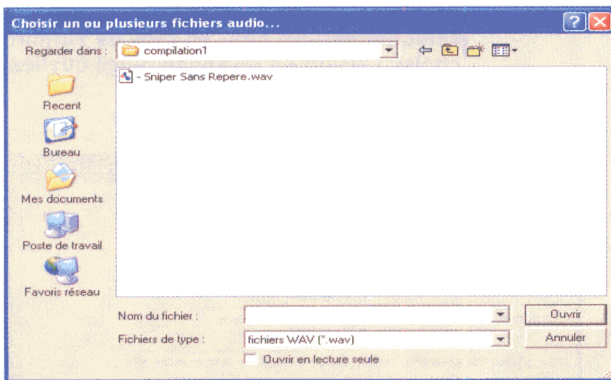 Choisir un ou plusieurs fichiers audio...
Regarder dans : compilation1
- Sniper Sans Repere.wav
Recent
Bureau
Mes documents
Poste de travail
Favoris réseau
Nom du fichier : Ouvrir
Fichiers de type : fichiers WAV (*.wav) Annuler
Ouvrir en lecture seule